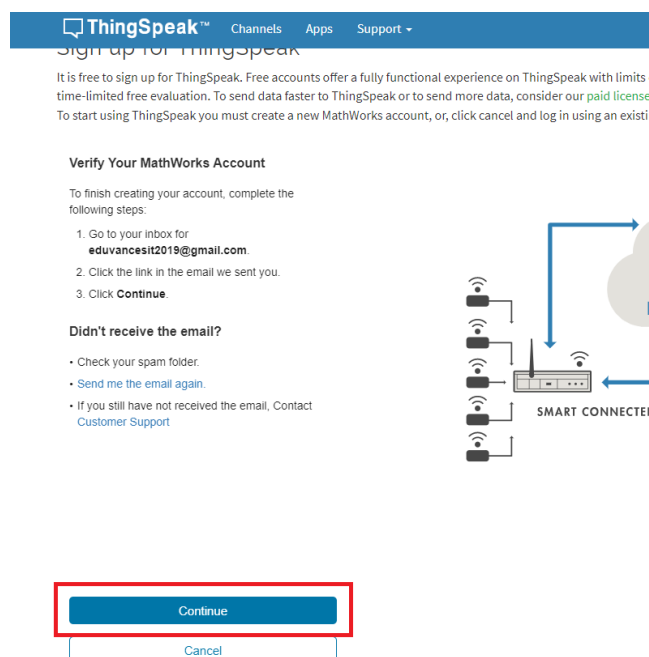 ThingSpeak™ Channels Apps Support
Sign up for ThingSpeak
It is free to sign up for ThingSpeak. Free accounts offer a fully functional experience on ThingSpeak with limits
time-limited free evaluation. To send data faster to ThingSpeak or to send more data, consider our paid license
To start using ThingSpeak you must create a new MathWorks account, or, click cancel and log in using an existi
Verify Your MathWorks Account
To finish creating your account, complete the
following steps:
1. Go to your inbox for
eduvancesit2019@gmail.com.
2. Click the link in the email we sent you.
3. Click Continue.
Didn't receive the email?
• Check your spam folder.
• Send me the email again.
• If you still have not received the email, Contact
Customer Support
SMART CONNECTE
Continue
Cancel